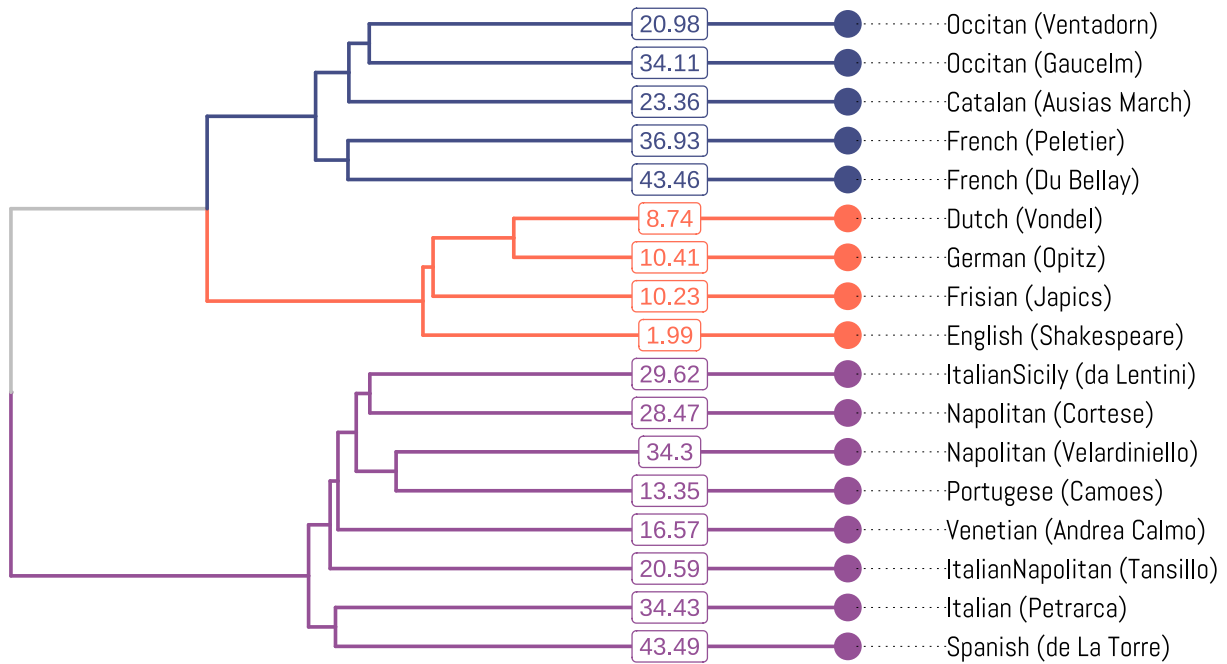 20.98 Occitan (Ventadorn)
34.11 Occitan (Gaucelm)
23.36 Catalan (Ausias March)
36.93 French (Peletier)
43.46 French (Du Bellay)
8.74 Dutch (Vondel)
10.41 German (Opitz)
10.23 Frisian (Japics)
1.99 English (Shakespeare)
29.62 ItalianSicily (da Lentini)
28.47 Napolitan (Cortese)
34.3 Napolitan (Velardiniello)
13.35 Portugese (Camoes)
16.57 Venetian (Andrea Calmo)
20.59 ItalianNapolitan (Tansillo)
34.43 Italian (Petrarca)
43.49 Spanish (de La Torre)